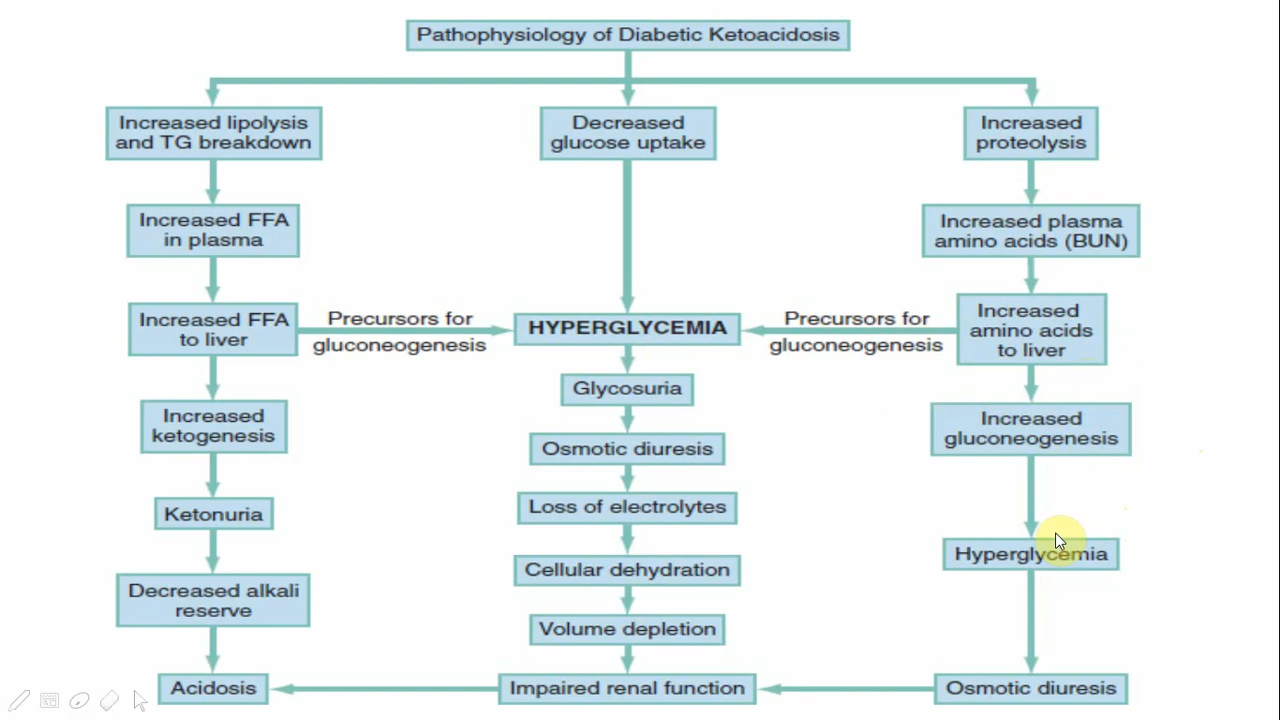 Pathophysiology of Diabetic Ketoacidosis
Increased lipolysis
and TG breakdown
Decreased
glucose uptake
Increased
proteolysis
Increased FFA
in plasma
Increased plasma
amino acids (BUN)
Increased FFA
to liver
Precursors for
gluconeogenesis
HYPERGLYCEMIA
Precursors for
gluconeogenesis
Increased
amino acids
to liver
Glycosuria
Increased
ketogenesis
Increased
gluconeogenesis
Osmotic diuresis
Loss of electrolytes
Ketonuria
Hyperglycemia
Cellular dehydration
Decreased alkali
reserve
Volume depletion
Acidosis
Impaired renal function
Osmotic diuresis